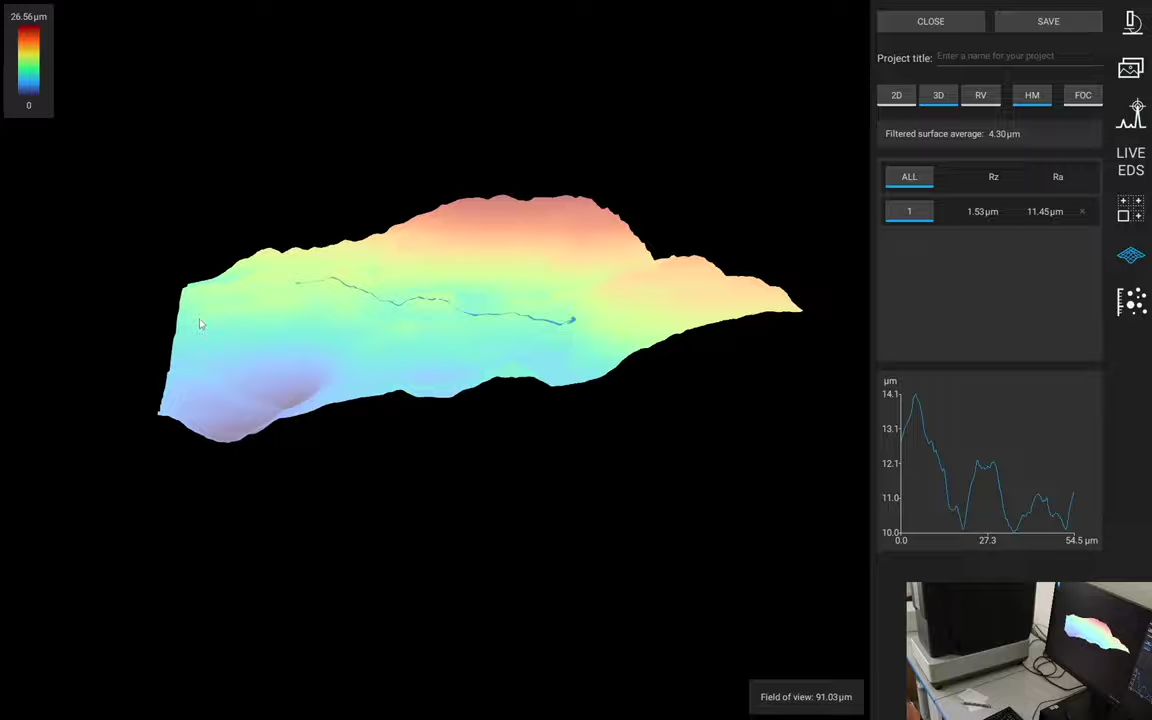 26.56μm
0
CLOSE SAVE
Project title: Enter a name for your project
2D 3D RV HM FOC
Filtered surface average: 4.30μm
ALL Rz Ra
1 1.53μm 11.45μm ×
LIVE
EDS
μm
14.1
13.1
12.1
11.0
10.0
0.0 27.3 54.5 μm
Field of view: 91.03μm